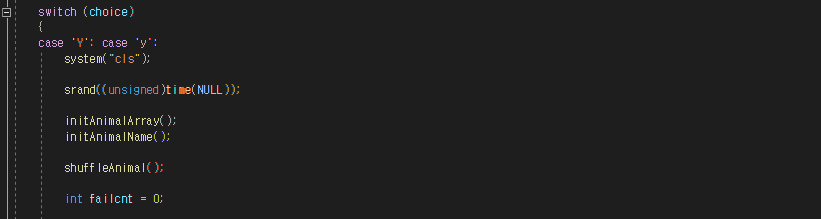 switch (choice)
{
case 'Y': case 'y':
system("cls");
srand((unsigned)time(NULL));
initAnimalArray();
initAnimalName();
shuffleAnimal();
int failcnt = 0;